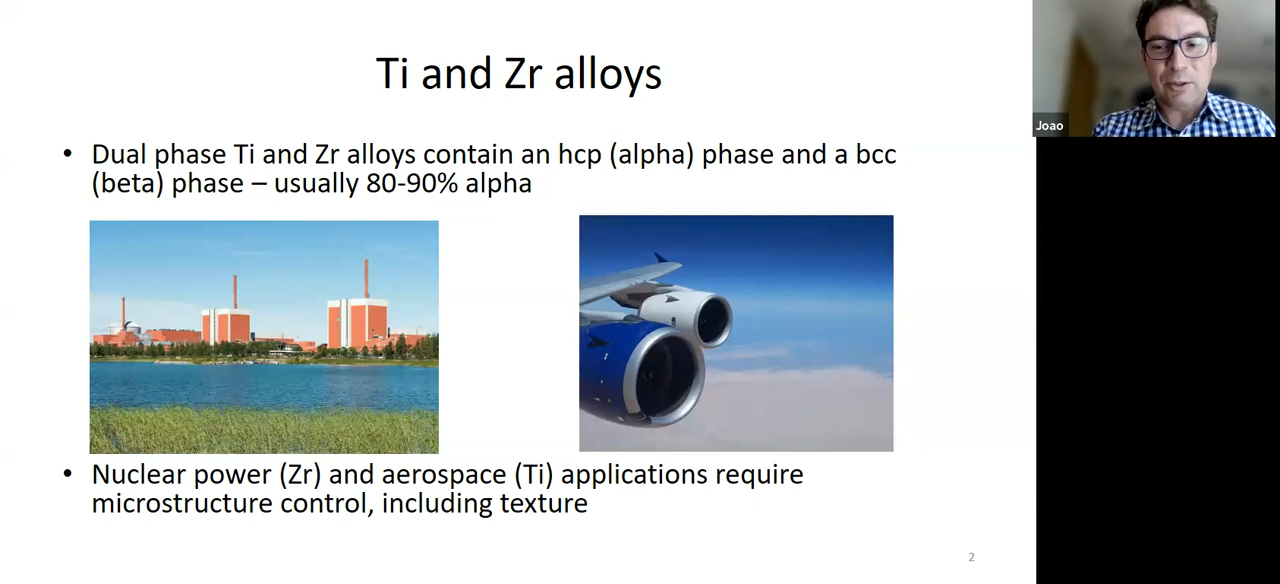 Ti and Zr alloys
• Dual phase Ti and Zr alloys contain an hcp (alpha) phase and a bcc
(beta) phase – usually 80-90% alpha
• Nuclear power (Zr) and aerospace (Ti) applications require
microstructure control, including texture
2
Joao